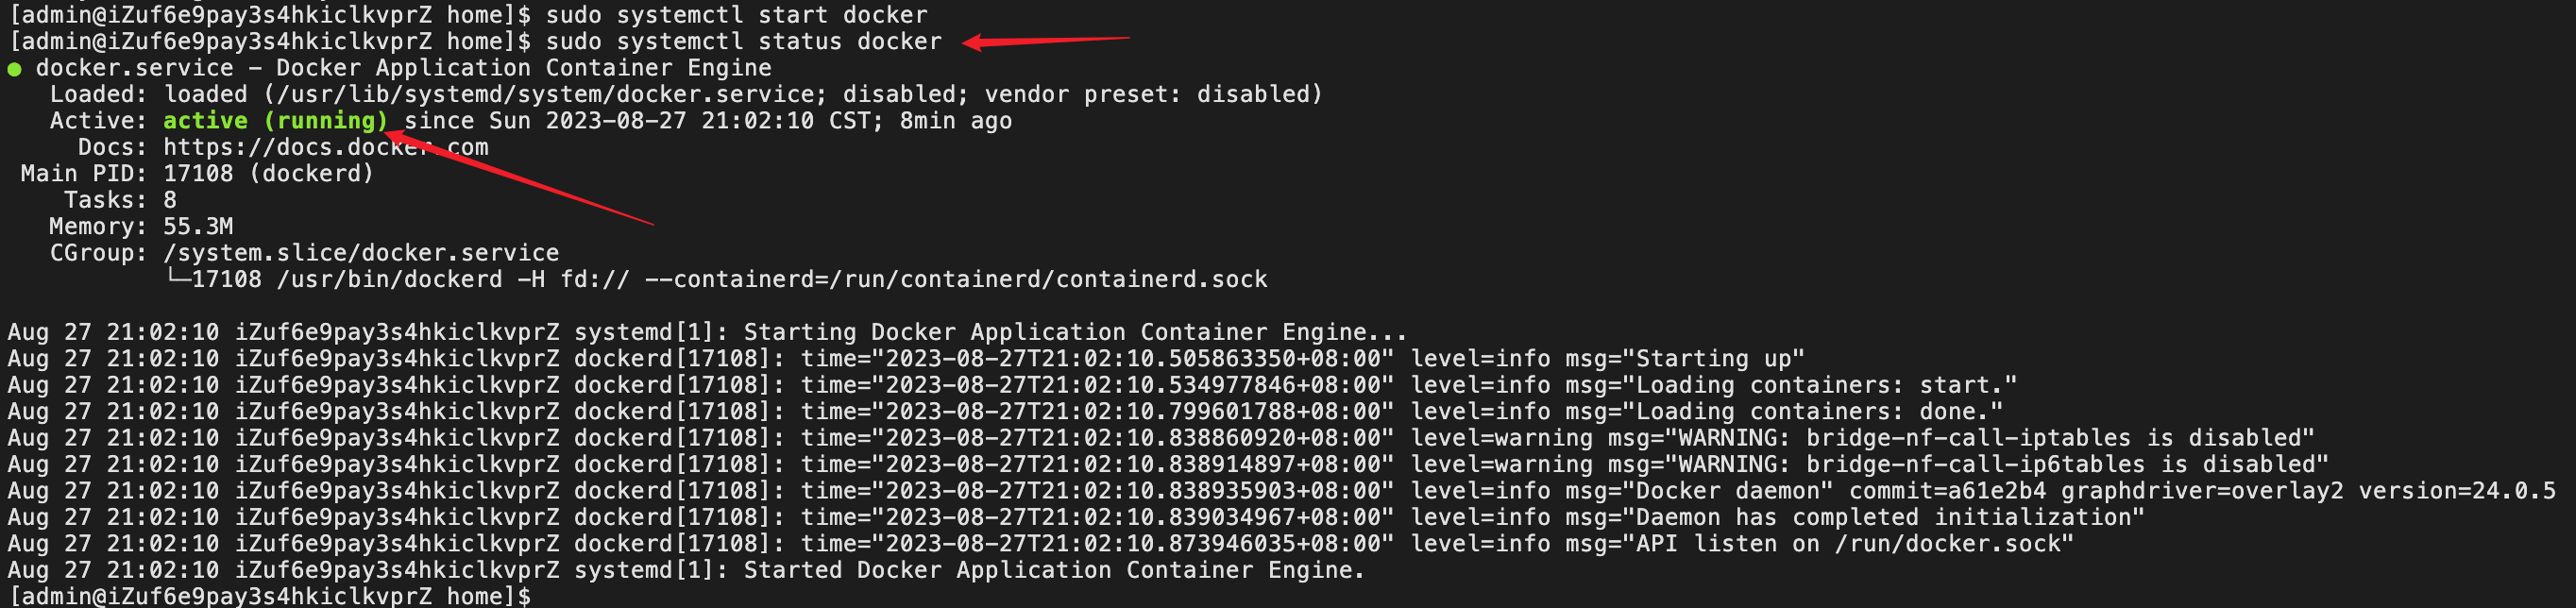 [admin@iZuf6e9pay3s4hkiclkvprZ home]$ sudo systemctl start docker
[admin@iZuf6e9pay3s4hkiclkvprZ home]$ sudo systemctl status docker
● docker.service - Docker Application Container Engine
   Loaded: loaded (/usr/lib/systemd/system/docker.service; disabled; vendor preset: disabled)
   Active: active (running) since Sun 2023-08-27 21:02:10 CST; 8min ago
     Docs: https://docs.docker.com
 Main PID: 17108 (dockerd)
    Tasks: 8
   Memory: 55.3M
   CGroup: /system.slice/docker.service
           └─17108 /usr/bin/dockerd -H fd:// --containerd=/run/containerd/containerd.sock
Aug 27 21:02:10 iZuf6e9pay3s4hkiclkvprZ systemd[1]: Starting Docker Application Container Engine...
Aug 27 21:02:10 iZuf6e9pay3s4hkiclkvprZ dockerd[17108]: time="2023-08-27T21:02:10.505863350+08:00" level=info msg="Starting up"
Aug 27 21:02:10 iZuf6e9pay3s4hkiclkvprZ dockerd[17108]: time="2023-08-27T21:02:10.534977846+08:00" level=info msg="Loading containers: start."
Aug 27 21:02:10 iZuf6e9pay3s4hkiclkvprZ dockerd[17108]: time="2023-08-27T21:02:10.799601788+08:00" level=info msg="Loading containers: done."
Aug 27 21:02:10 iZuf6e9pay3s4hkiclkvprZ dockerd[17108]: time="2023-08-27T21:02:10.838860920+08:00" level=warning msg="WARNING: bridge-nf-call-iptables is disabled"
Aug 27 21:02:10 iZuf6e9pay3s4hkiclkvprZ dockerd[17108]: time="2023-08-27T21:02:10.838914897+08:00" level=warning msg="WARNING: bridge-nf-call-ip6tables is disabled"
Aug 27 21:02:10 iZuf6e9pay3s4hkiclkvprZ dockerd[17108]: time="2023-08-27T21:02:10.838935903+08:00" level=info msg="Docker daemon" commit=a61e2b4 graphdriver=overlay2 version=24.0.5
Aug 27 21:02:10 iZuf6e9pay3s4hkiclkvprZ dockerd[17108]: time="2023-08-27T21:02:10.839034967+08:00" level=info msg="Daemon has completed initialization"
Aug 27 21:02:10 iZuf6e9pay3s4hkiclkvprZ dockerd[17108]: time="2023-08-27T21:02:10.873946035+08:00" level=info msg="API listen on /run/docker.sock"
Aug 27 21:02:10 iZuf6e9pay3s4hkiclkvprZ systemd[1]: Started Docker Application Container Engine.
[admin@iZuf6e9pay3s4hkiclkvprZ home]$